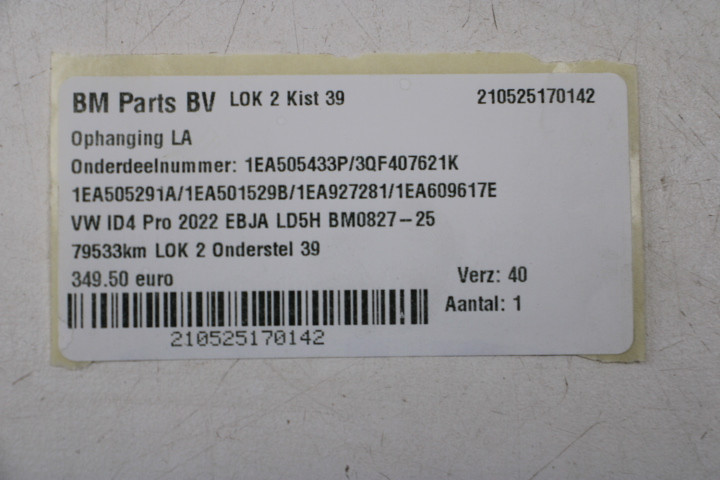 BM Parts BV LOK 2 Kist 39 210525170142
Ophanging LA
Onderdeelnummer: 1EA505433P/3QF407621K
1EA505291A/1EA501529B/1EA927281/1EA609617E
VW ID4 Pro 2022 EBJA LD5H BM0827-25
79533km LOK 2 Onderstel 39
349.50 euro Verz: 40
Aantal: 1
210525170142